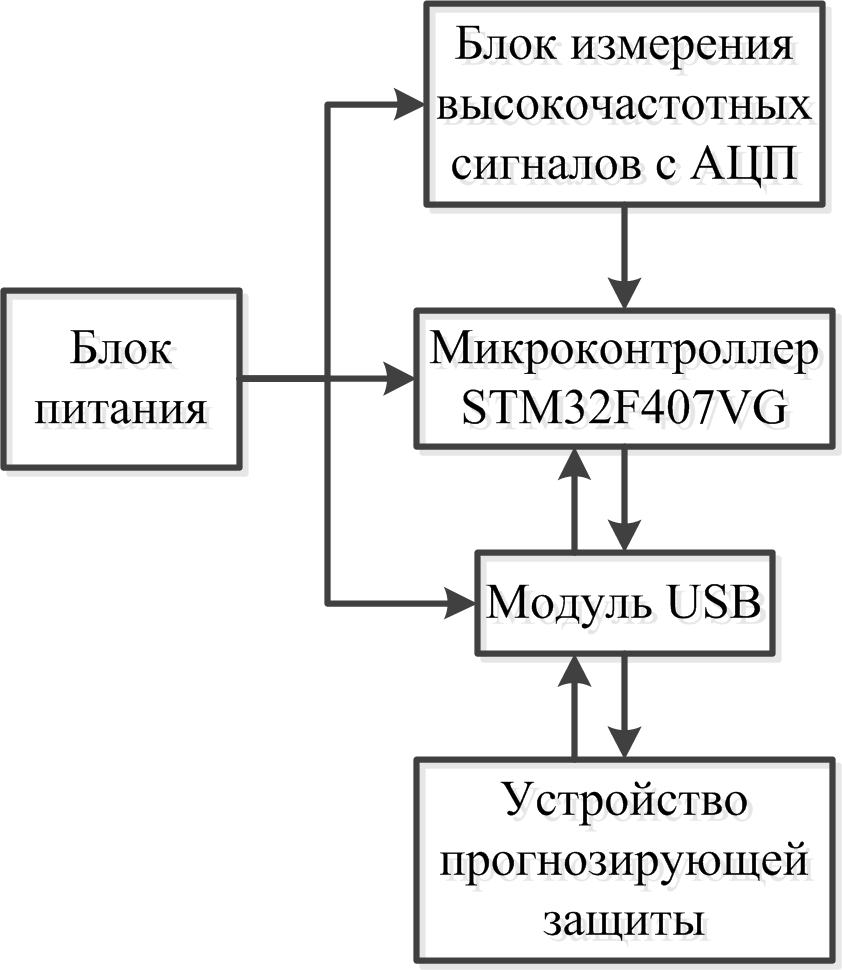 Блок измерения
высокочастотных
сигналов с АЦП
Блок
питания
Микроконтроллер
STM32F407VG
Модуль USB
Устройство
прогнозирующей
защиты